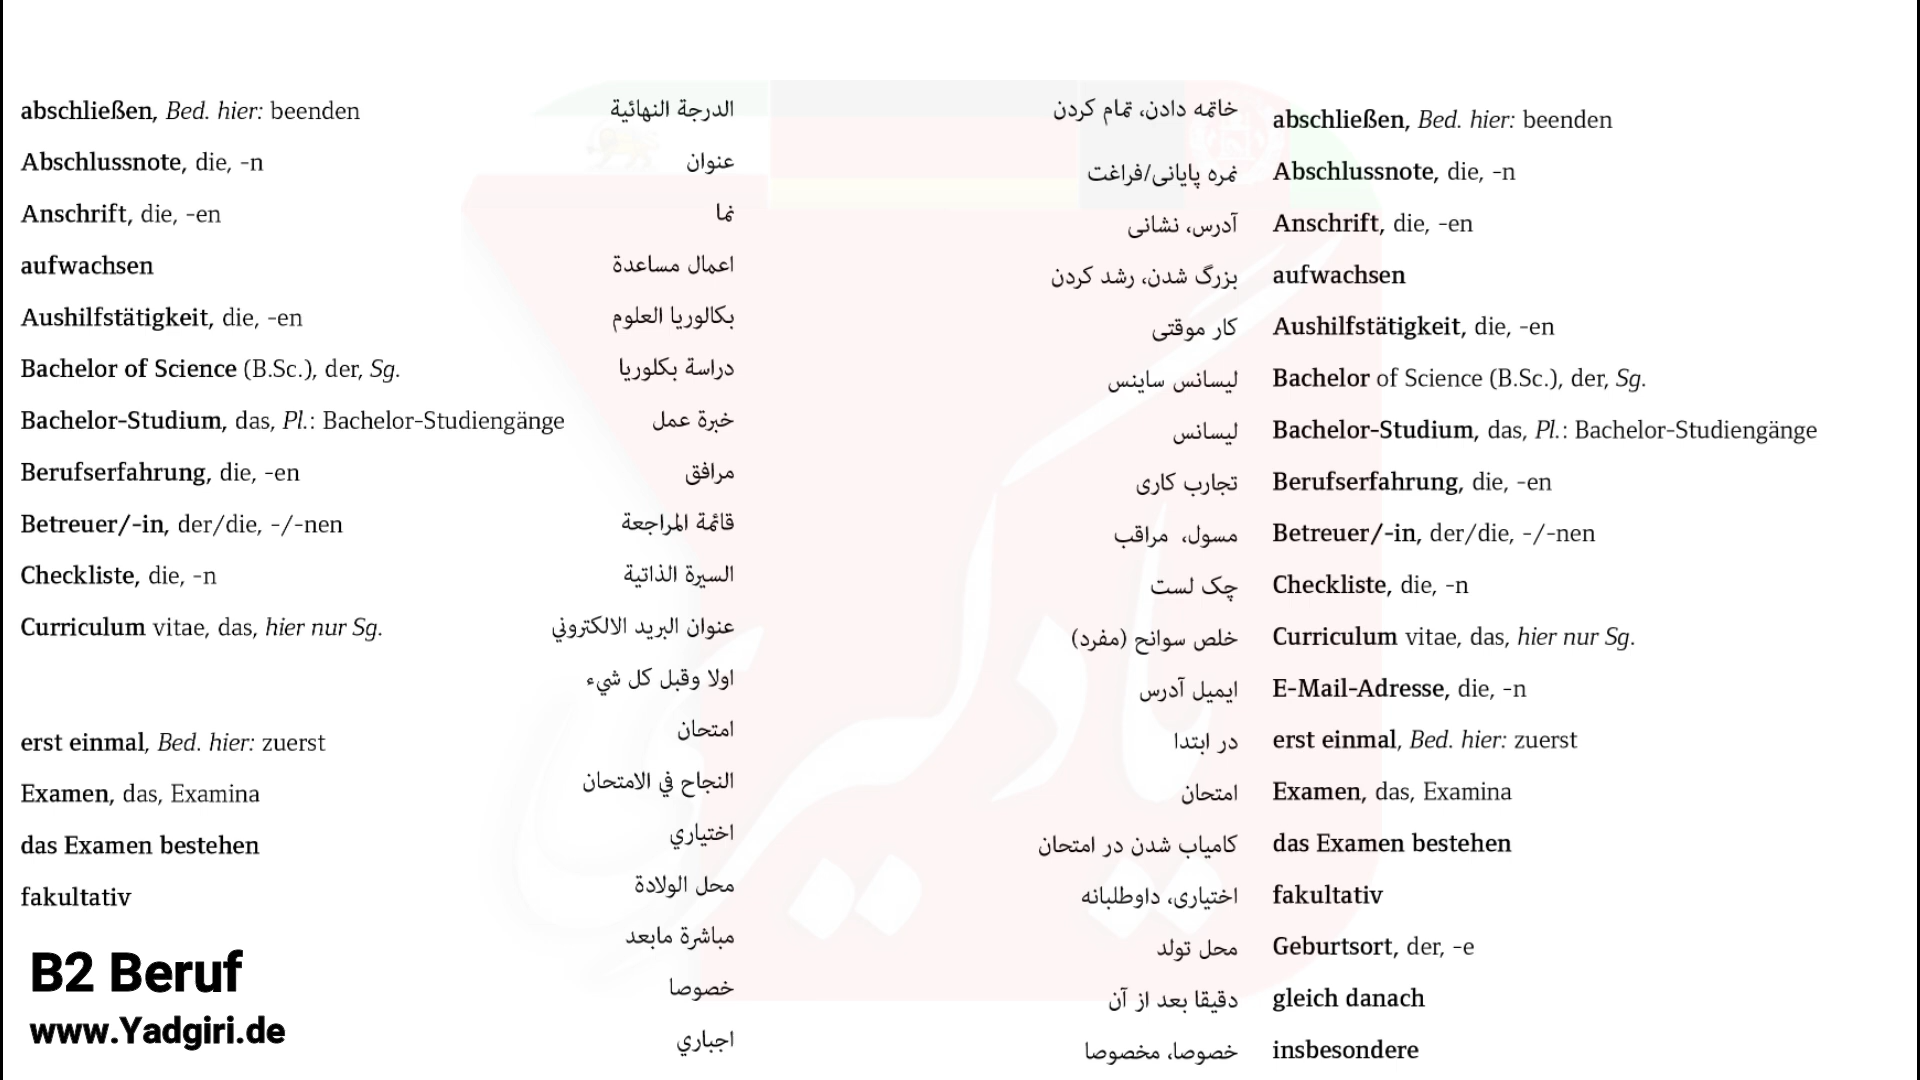 abschließen, Bed. hier: beenden الدرجة النهائية
Abschlussnote, die, -n عنوان
Anschrift, die, -en نما
aufwachsen اعمال مساعدة
Aushilfstätigkeit, die, -en بكالوريا العلوم
Bachelor of Science (B.Sc.), der, Sg. دراسة بكلوريا
Bachelor-Studium, das, Pl.: Bachelor-Studiengänge خبرة عمل
Berufserfahrung, die, -en مرافق
Betreuer/-in, der/die, -/-nen قائمة المراجعة
Checkliste, die, -n السيرة الذاتية
Curriculum vitae, das, hier nur Sg. عنوان البريد الالكتروني
اولا وقبل كل شيء
erst einmal, Bed. hier: zuerst امتحان
Examen, das, Examina النجاح في الامتحان
das Examen bestehen اختياري
fakultativ محل الولادة
مباشرة مابعد
خصوصا
اجباري
B2 Beruf
www.Yadgiri.de
خاتمه دادن، تمام کردن abschließen, Bed. hier: beenden
نمره پایانی/فراغت Abschlussnote, die, -n
آدرس، نشانی Anschrift, die, -en
بزرگ شدن، رشد کردن aufwachsen
کار موقتی Aushilfstätigkeit, die, -en
لیسانس ساینس Bachelor of Science (B.Sc.), der, Sg.
لیسانس Bachelor-Studium, das, Pl.: Bachelor-Studiengänge
تجارب کاری Berufserfahrung, die, -en
مسول، مراقب Betreuer/-in, der/die, -/-nen
چک لست Checkliste, die, -n
خلص سوانح (مفرد) Curriculum vitae, das, hier nur Sg.
ایمیل آدرس E-Mail-Adresse, die, -n
در ابتدا erst einmal, Bed. hier: zuerst
امتحان Examen, das, Examina
کامیاب شدن در امتحان das Examen bestehen
اختیاری، داوطلبانه fakultativ
محل تولد Geburtsort, der, -e
دقیقا بعد از آن gleich danach
خصوصا، مخصوصا insbesondere
یادگیری